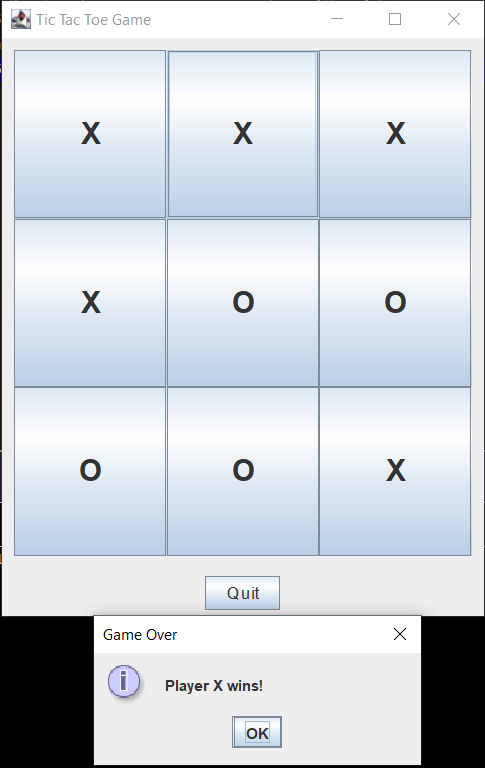 Tic Tac Toe Game
X X X
X O O
O O X
Quit
Game Over
i
Player X wins!
OK